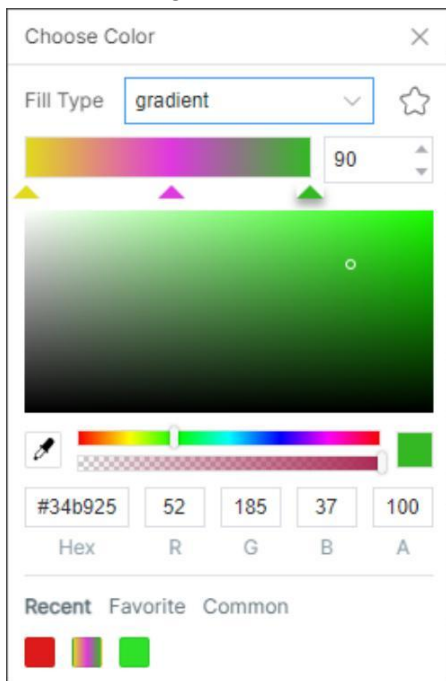 Choose Color
Fill Type gradient
90
#34b925 52 185 37 100
Hex R G B A
Recent Favorite Common